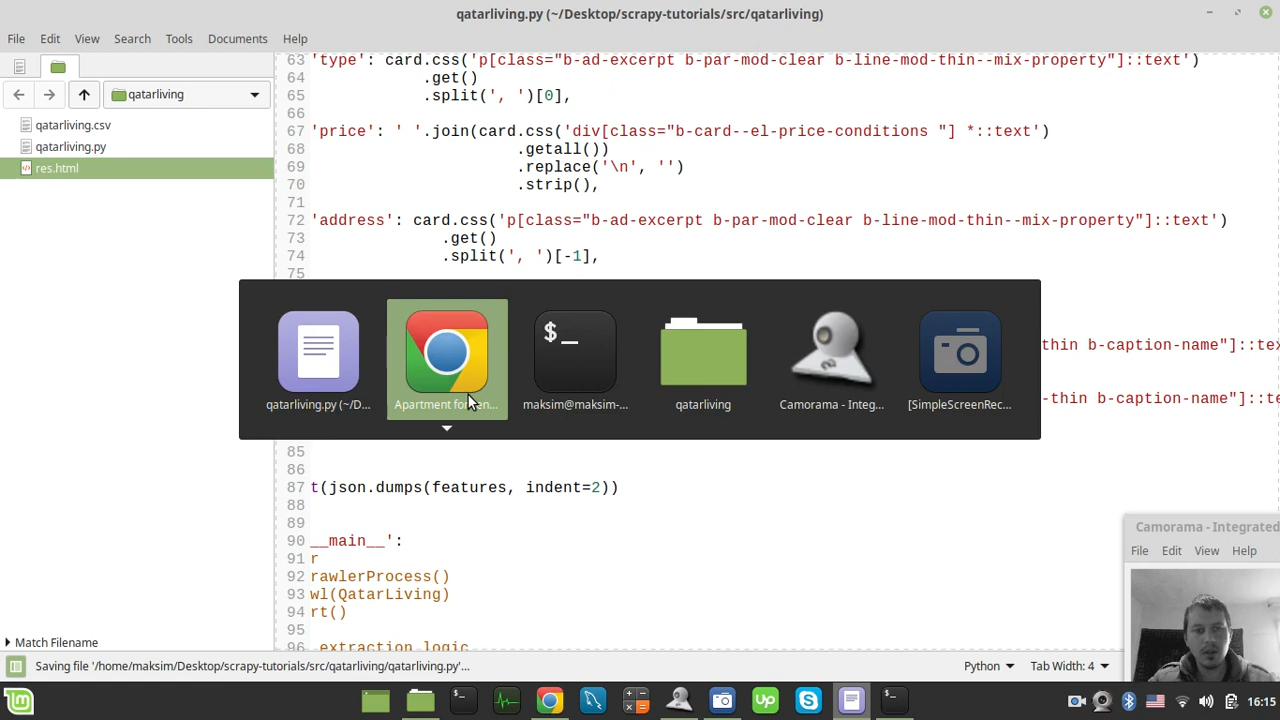 qatarliving.py (~/Desktop/scrapy-tutorials/src/qatarliving)
File Edit View Search Tools Documents Help
qatarliving
qatarliving.csv
qatarliving.py
res.html
63 'type': card.css('p[class="b-ad-excerpt b-par-mod-clear b-line-mod-thin--mix-property"]::text')
64 .get()
65 .split(', ')[0],
66
67 'price': ' '.join(card.css('div[class="b-card--el-price-conditions "] *::text')
68 .getall())
69 .replace('\n', '')
70 .strip(),
71
72 'address': card.css('p[class="b-ad-excerpt b-par-mod-clear b-line-mod-thin--mix-property"]::text')
73 .get()
74 .split(', ')[-1],
75
thin b-caption-name"]::tex
-thin b-caption-name"]::te
$_
qatarliving.py (~/D... Apartment for ren... maksim@maksim-... qatarliving Camorama - Integ... [SimpleScreenRec...
85
86
87 t(json.dumps(features, indent=2))
88
89
90 __main__':
91 r
92 rawlerProcess()
93 wl(QatarLiving)
94 rt()
95
96 extraction logic
Camorama - Integrated
File Edit View Help
Match Filename
Saving file '/home/maksim/Desktop/scrapy-tutorials/src/qatarliving/qatarliving.py'... Python Tab Width: 4
16:15